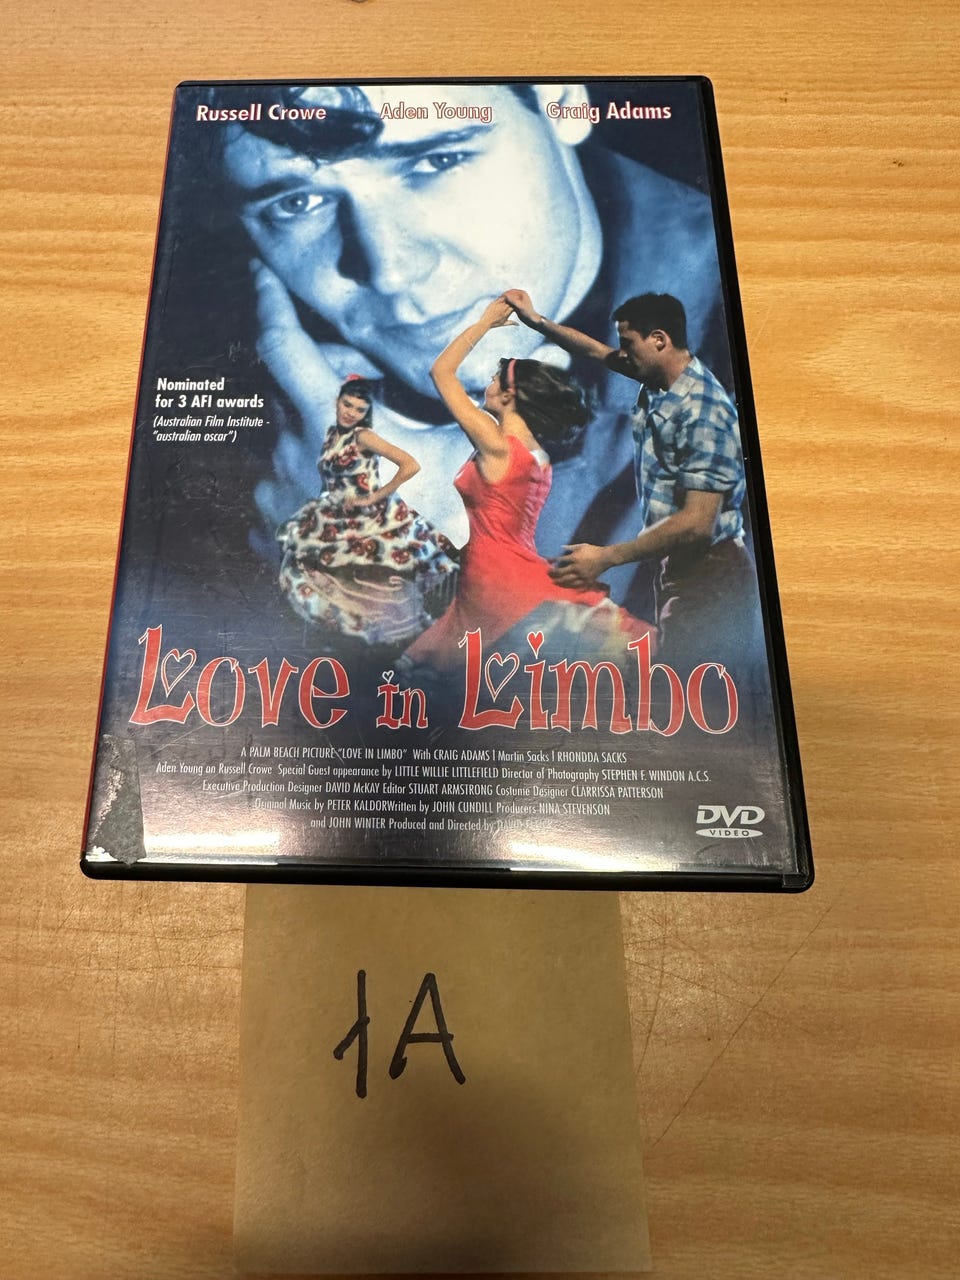 Russell Crowe Aden Young Graig Adams
Nominated
for 3 AFI awards
(Australian Film Institute -
"australian oscar")
Love in Limbo
A PALM BEACH PICTURE "LOVE IN LIMBO" With CRAIG ADAMS | Martin Sacks | RHONDDA SACKS
Aden Young an Russell Crowe Special Guest appearance by LITTLE WILLIE LITTLEFIELD Director of Photography STEPHEN F. WINDON A.C.S.
Executive Production Designer DAVID McKAY Editor STUART ARMSTRONG Costume Designer CLARRISSA PATTERSON
Original Music by PETER KALDORWritten by JOHN CUNDILL Producers NINA STEVENSON
and JOHN WINTER Produced and Directed by DAVID
DVD
VIDEO
1A